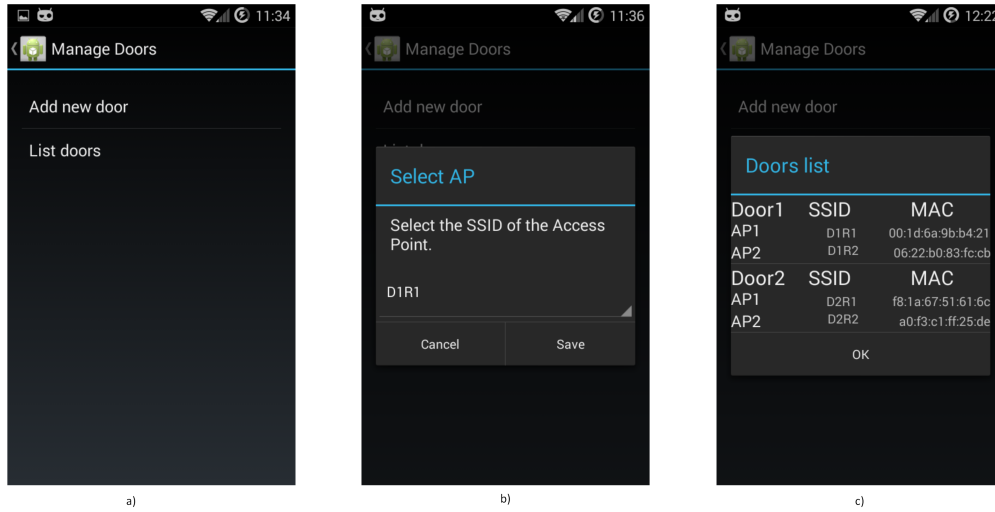 11:34
Manage Doors
Add new door
List doors
a)
11:36
Manage Doors
Add new door
Select AP
Select the SSID of the Access
Point.
D1R1
Cancel Save
b)
12:22
Manage Doors
Add new door
Doors list
Door1 SSID MAC
AP1 D1R1 00:1d:6a:9b:b4:21
AP2 D1R2 06:22:b0:83:fc:cb
Door2 SSID MAC
AP1 D2R1 f8:1a:67:51:61:6c
AP2 D2R2 a0:f3:c1:ff:25:de
OK
c)